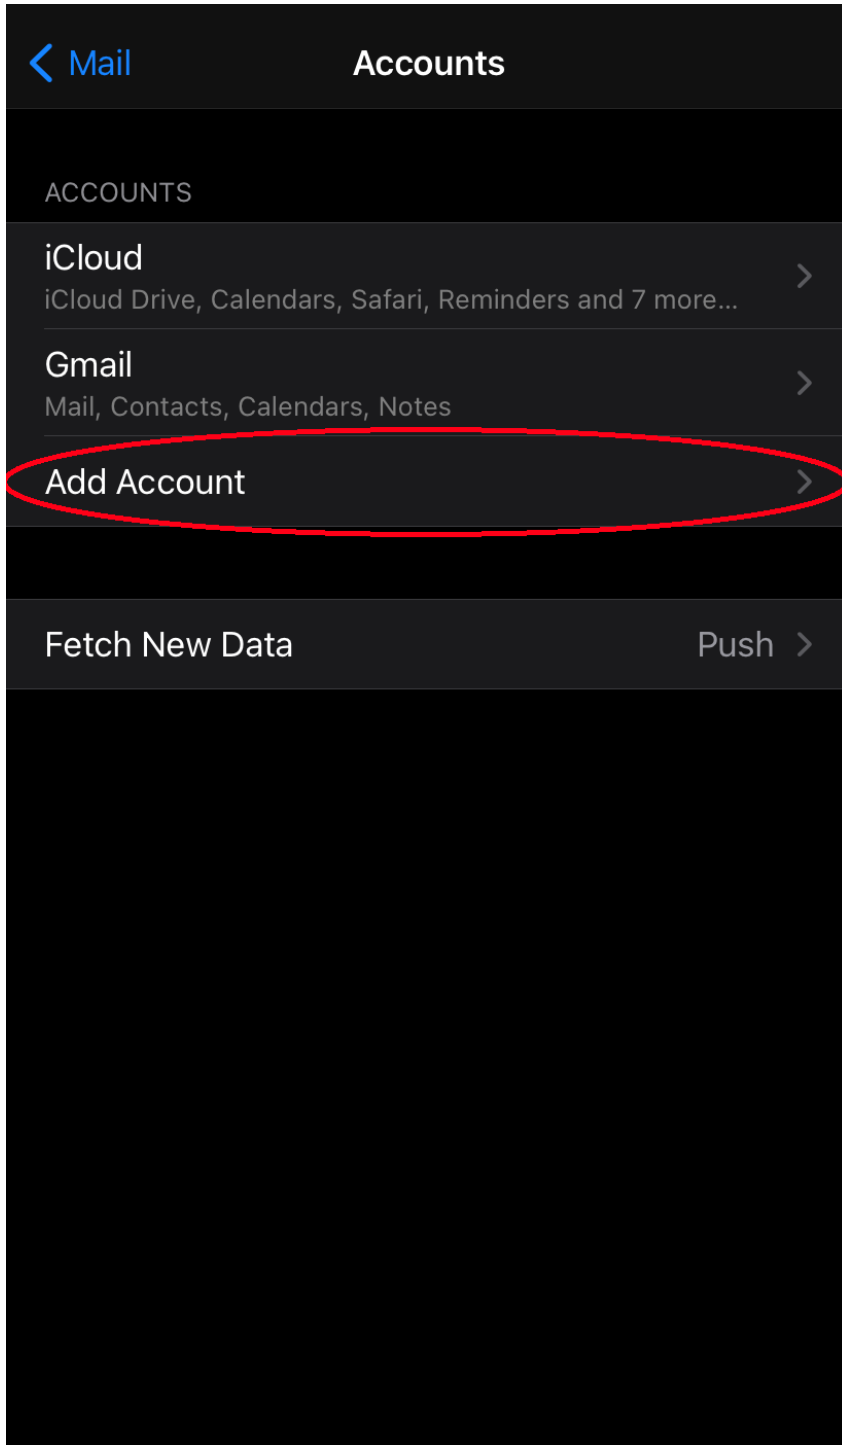 Mail
Accounts
ACCOUNTS
iCloud
iCloud Drive, Calendars, Safari, Reminders and 7 more...
Gmail
Mail, Contacts, Calendars, Notes
Add Account
Fetch New Data
Push